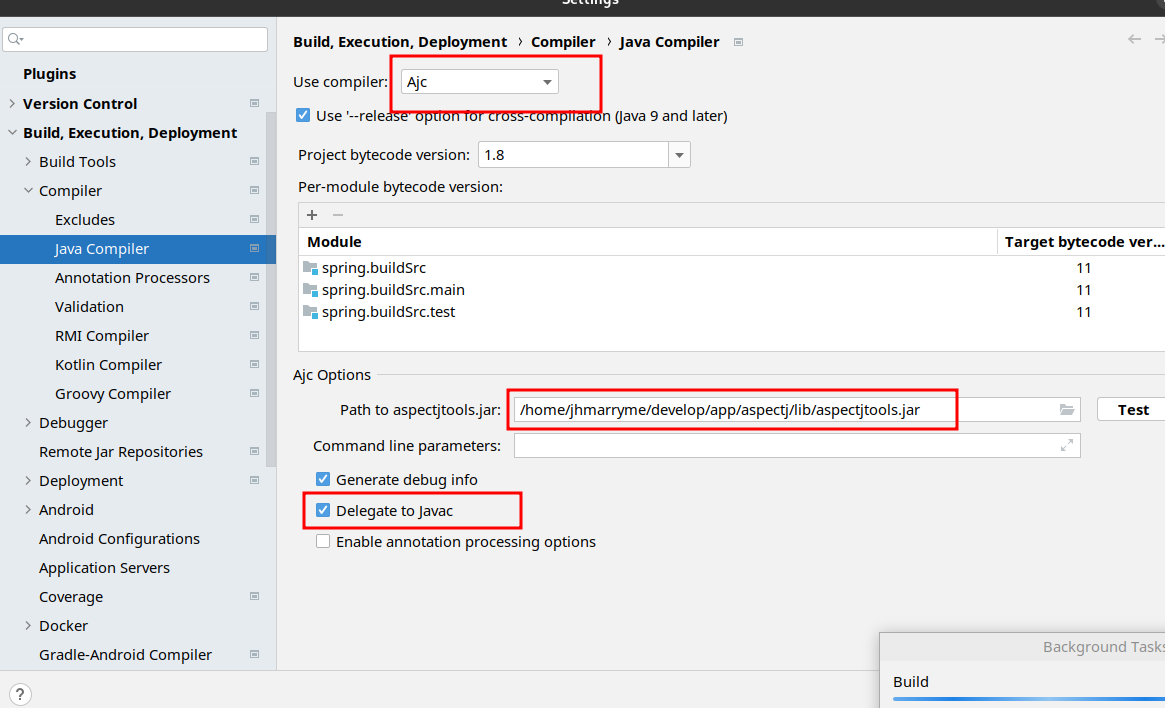 Settings
Build, Execution, Deployment › Compiler › Java Compiler
Plugins
Version Control
Build, Execution, Deployment
Build Tools
Compiler
Excludes
Java Compiler
Annotation Processors
Validation
RMI Compiler
Kotlin Compiler
Groovy Compiler
Debugger
Remote Jar Repositories
Deployment
Android
Android Configurations
Application Servers
Coverage
Docker
Gradle-Android Compiler
?
Use compiler: Ajc
Use '--release' option for cross-compilation (Java 9 and later)
Project bytecode version: 1.8
Per-module bytecode version:
+ −
Module Target bytecode ver...
spring.buildSrc 11
spring.buildSrc.main 11
spring.buildSrc.test 11
Ajc Options
Path to aspectjtools.jar: /home/jhmarryme/develop/app/aspectj/lib/aspectjtools.jar Test
Command line parameters:
Generate debug info
Delegate to Javac
Enable annotation processing options
Background Tasks
Build